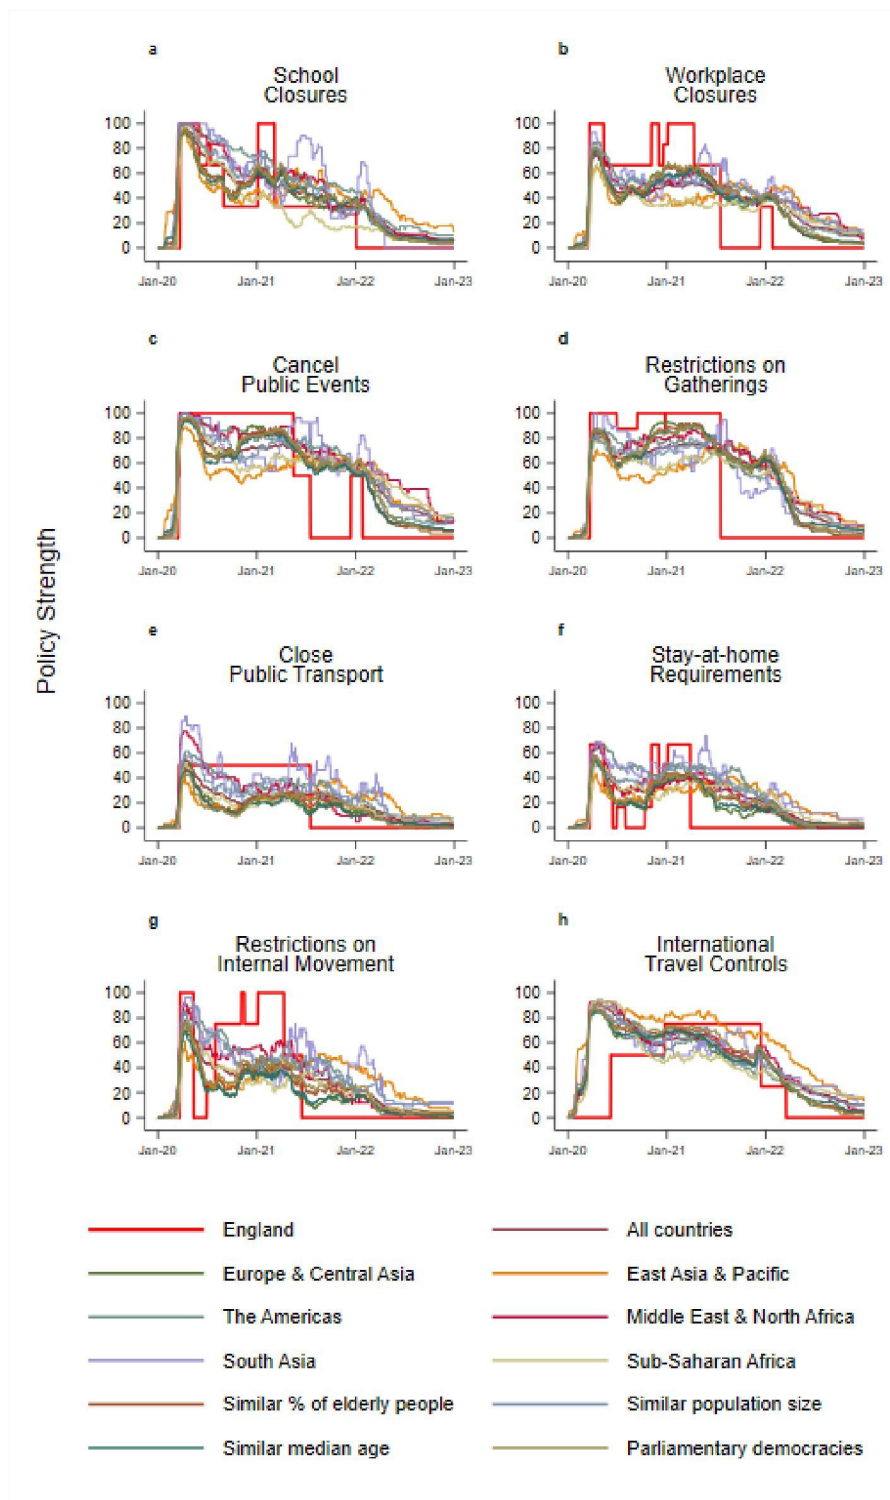 a
b
School
Closures
Workplace
Closures
100
80
60
40
20
0
Jan-20
Jan-21
Jan-22
Jan-23
100
80
60
40
20
0
Jan-20
Jan-21
Jan-22
Jan-23
c
d
Cancel
Public Events
Restrictions on
Gatherings
100
80
60
40
20
0
Jan-20
Jan-21
Jan-22
Jan-23
100
80
60
40
20
0
Jan-20
Jan-21
Jan-22
Jan-23
Policy Strength
e
f
Close
Public Transport
Stay-at-home
Requirements
100
80
60
40
20
0
Jan-20
Jan-21
Jan-22
Jan-23
100
80
60
40
20
0
Jan-20
Jan-21
Jan-22
Jan-23
g
h
Restrictions on
Internal Movement
International
Travel Controls
100
80
60
40
20
0
Jan-20
Jan-21
Jan-22
Jan-23
100
80
60
40
20
0
Jan-20
Jan-21
Jan-22
Jan-23
England
All countries
Europe & Central Asia
East Asia & Pacific
The Americas
Middle East & North Africa
South Asia
Sub-Saharan Africa
Similar % of elderly people
Similar population size
Similar median age
Parliamentary democracies